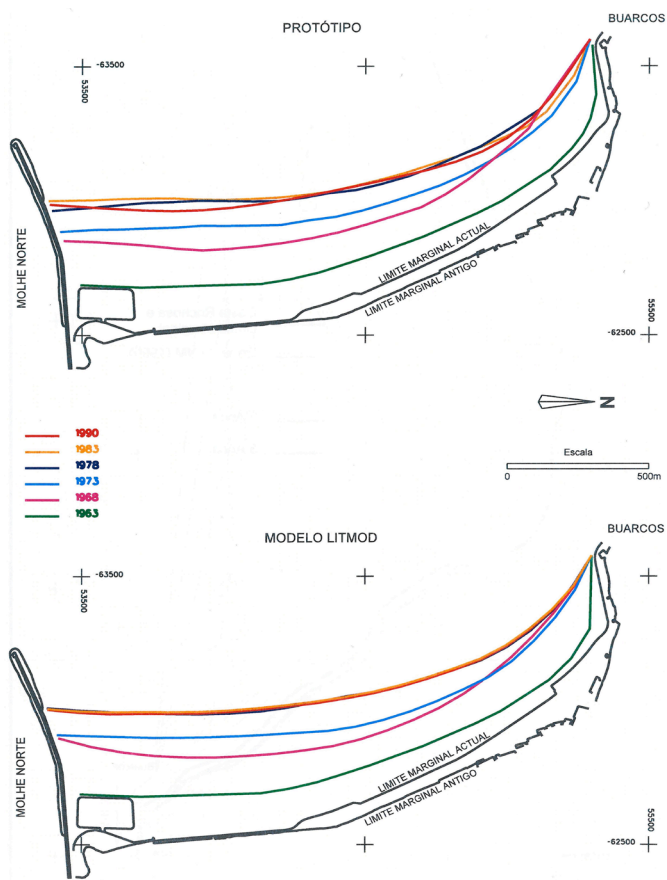 BUARCOS
PROTÓTIPO
-63500
53500
MOLHE NORTE
LIMITE MARGINAL ACTUAL
LIMITE MARGINAL ANTIGO
55500
-62500
N
1990
1983
1978
1973
1968
1963
Escala
0 500m
BUARCOS
MODELO LITMOD
-63500
53500
MOLHE NORTE
LIMITE MARGINAL ACTUAL
LIMITE MARGINAL ANTIGO
55500
-62500